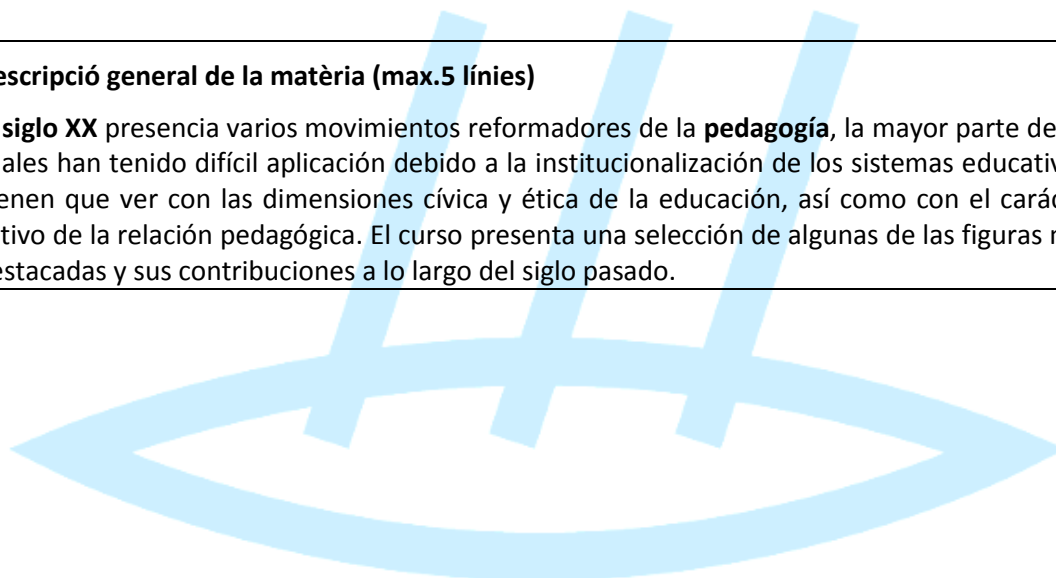 escripció general de la matèria (max.5 línies)
siglo XX presencia varios movimientos reformadores de la pedagogía, la mayor parte de
ales han tenido difícil aplicación debido a la institucionalización de los sistemas educativ
enen que ver con las dimensiones cívica y ética de la educación, así como con el carác
tivo de la relación pedagógica. El curso presenta una selección de algunas de las figuras
estacadas y sus contribuciones a lo largo del siglo pasado.